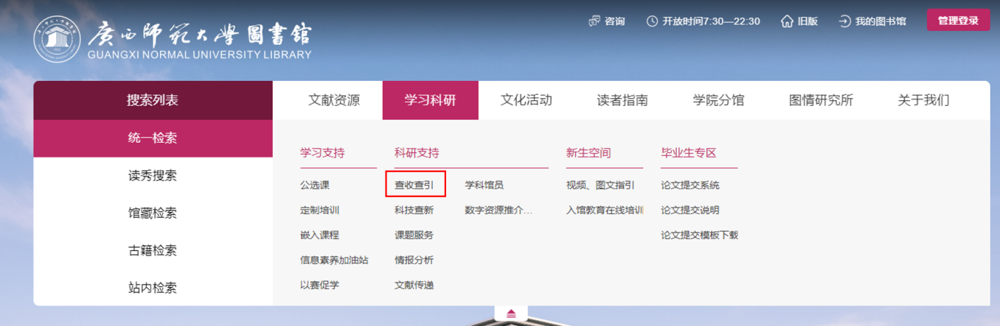 咨询 开放时间7:30—22:30 旧版 我的图书馆 管理登录
廣西師範大學圖書館
GUANGXI NORMAL UNIVERSITY LIBRARY
搜索列表 文献资源 学习科研 文化活动 读者指南 学院分馆 图情研究所 关于我们
统一检索
读秀搜索
馆藏检索
古籍检索
站内检索
学习支持 科研支持 新生空间 毕业生专区
公选课 查收查引 学科馆员 视频、图文指引 论文提交系统
定制培训 科技查新 数字资源推介… 入馆教育在线培训 论文提交说明
嵌入课程 课题服务 论文提交模板下载
信息素养加油站 情报分析
以赛促学 文献传递